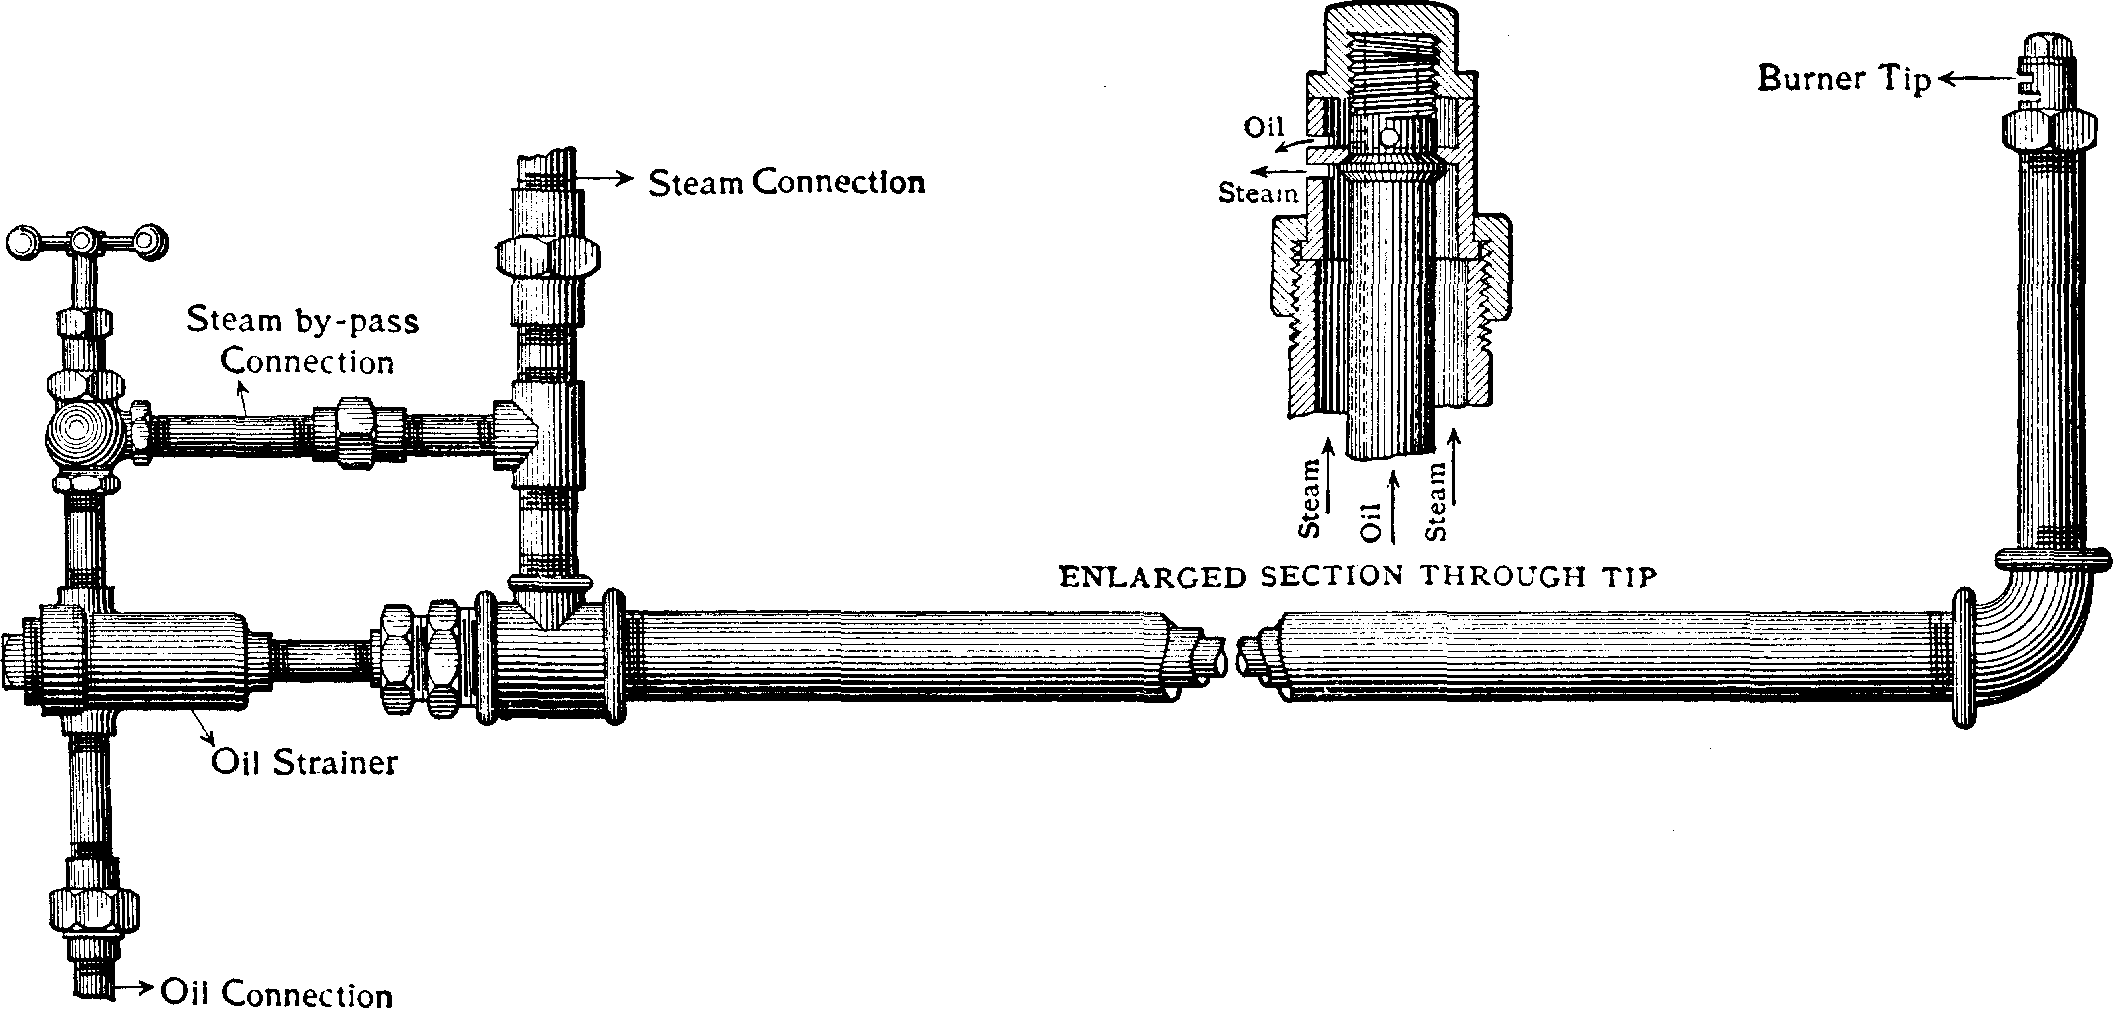 Burner Tip
Oil
Steam
Steam Connection
Steam by-pass
Connection
Steam
Oil
Steam
ENLARGED SECTION THROUGH TIP
Oil Strainer
Oil Connection